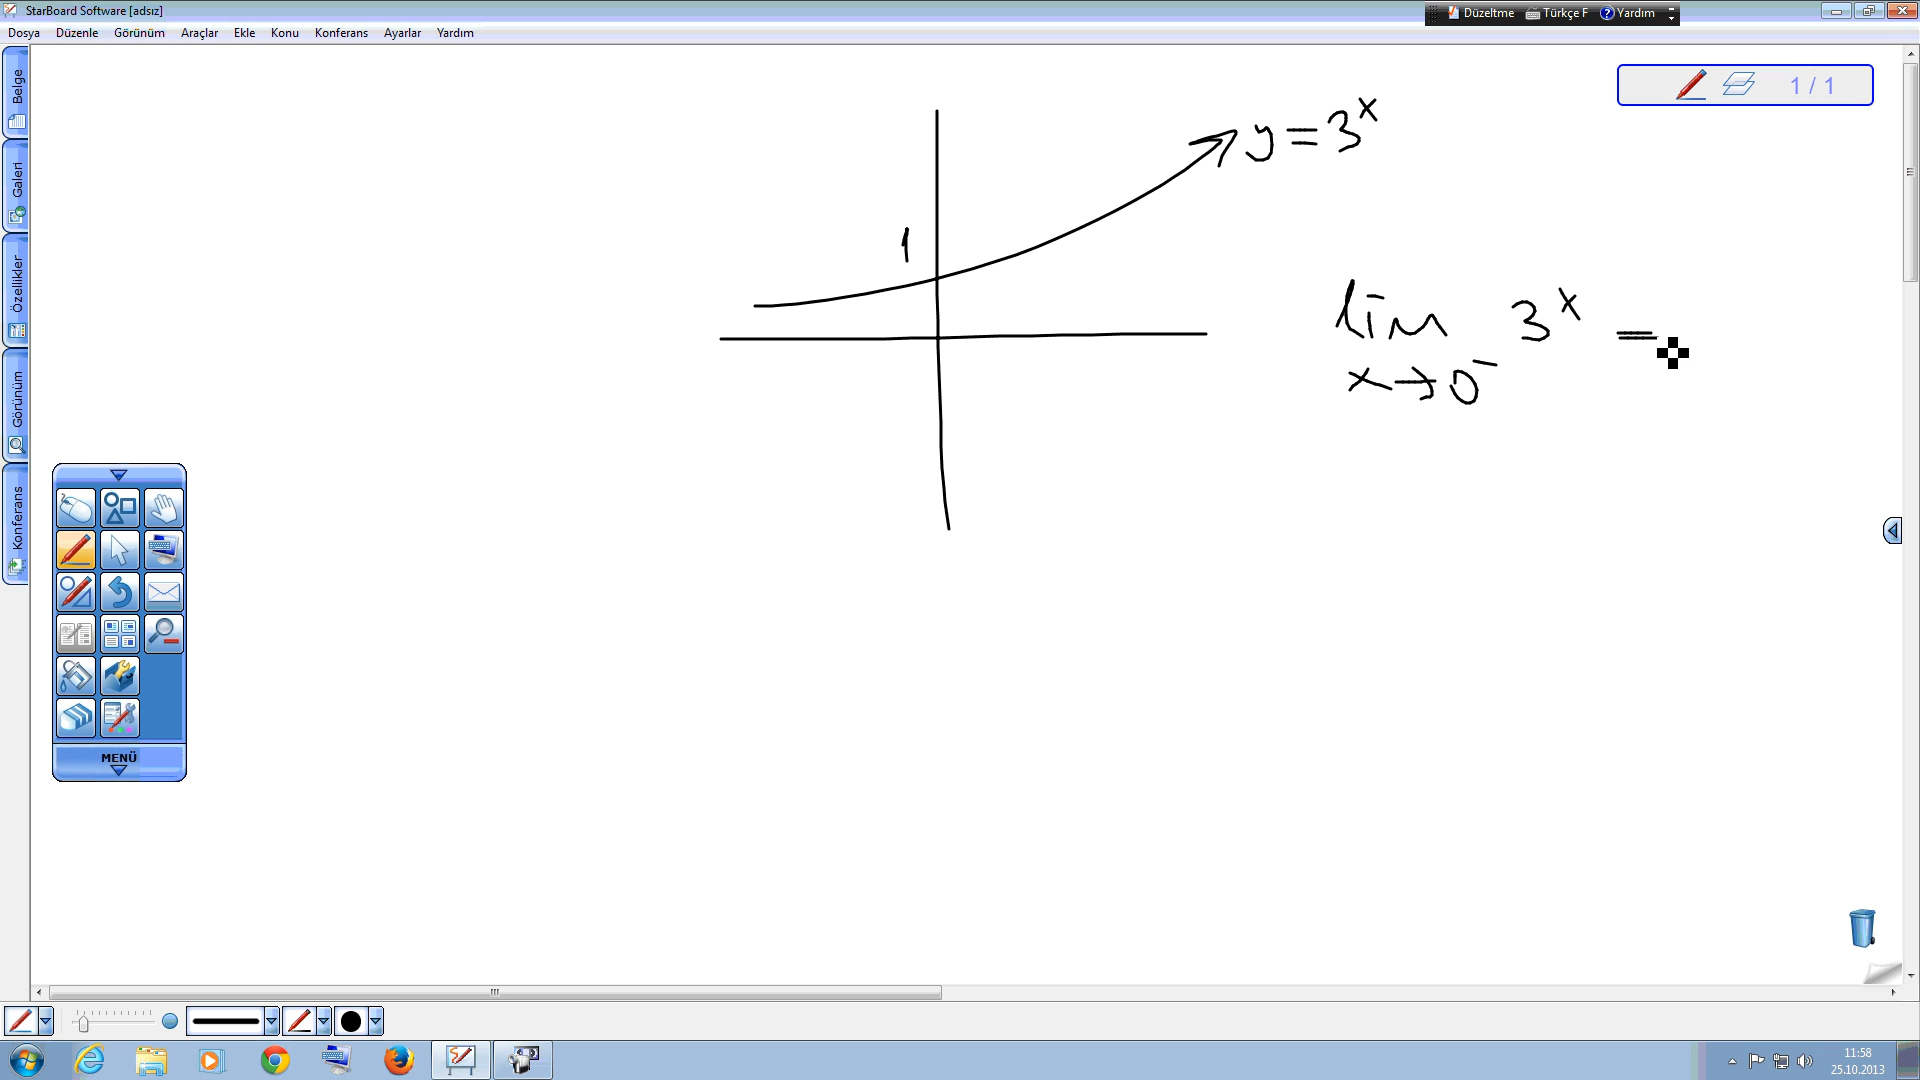 StarBoard Software [adsız]
Düzeltme Türkçe F Yardım
Dosya Düzenle Görünüm Araçlar Ekle Konu Konferans Ayarlar Yardım
Belge
Galeri
Özellikler
Görünüm
Konferans
1 / 1
y = 3^x
1
lim 3^x =
x → 0^-
MENÜ
11:58
25.10.2013